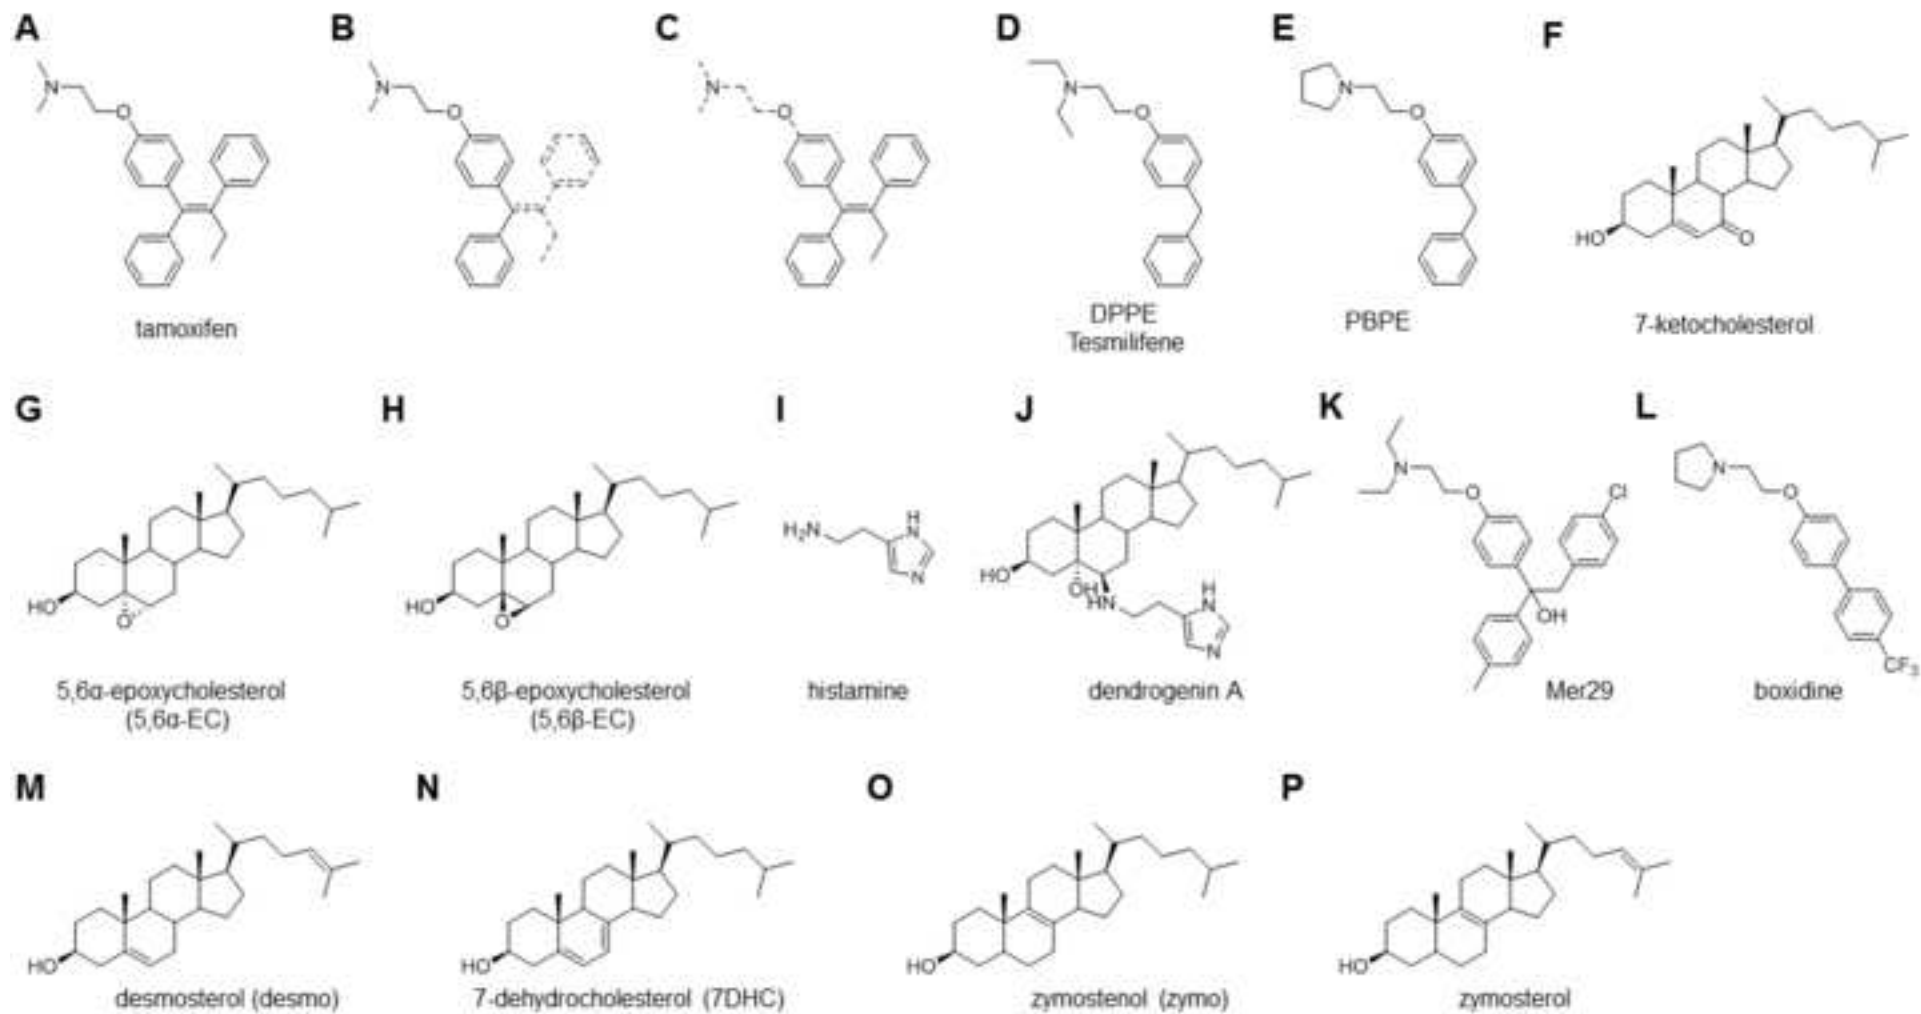 A B C D E F
N
O
N
O
N
O
N
O
N
O
HO
O
tamoxifen
DPPE
Tesmilifene
PBPE
7-ketocholesterol
G H I J K L
HO
O
HO
O
H₂N
H
N
N
HO
OH
HN
H
N
N
N
O
Cl
OH
N
O
CF₃
5,6α-epoxycholesterol
(5,6α-EC)
5,6β-epoxycholesterol
(5,6β-EC)
histamine
dendrogenin A
Mer29
boxidine
M N O P
HO
HO
HO
HO
desmosterol (desmo)
7-dehydrocholesterol (7DHC)
zymostenol (zymo)
zymosterol